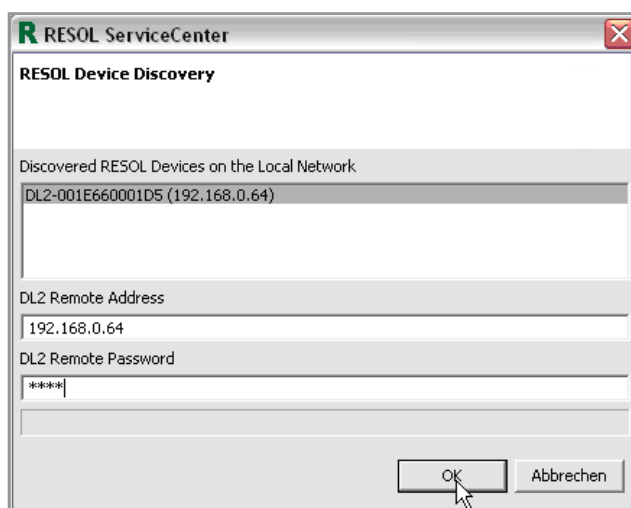 RESOL ServiceCenter
RESOL Device Discovery
Discovered RESOL Devices on the Local Network
DL2-001E660001D5 (192.168.0.64)
DL2 Remote Address
192.168.0.64
DL2 Remote Password
****
OK
Abbrechen